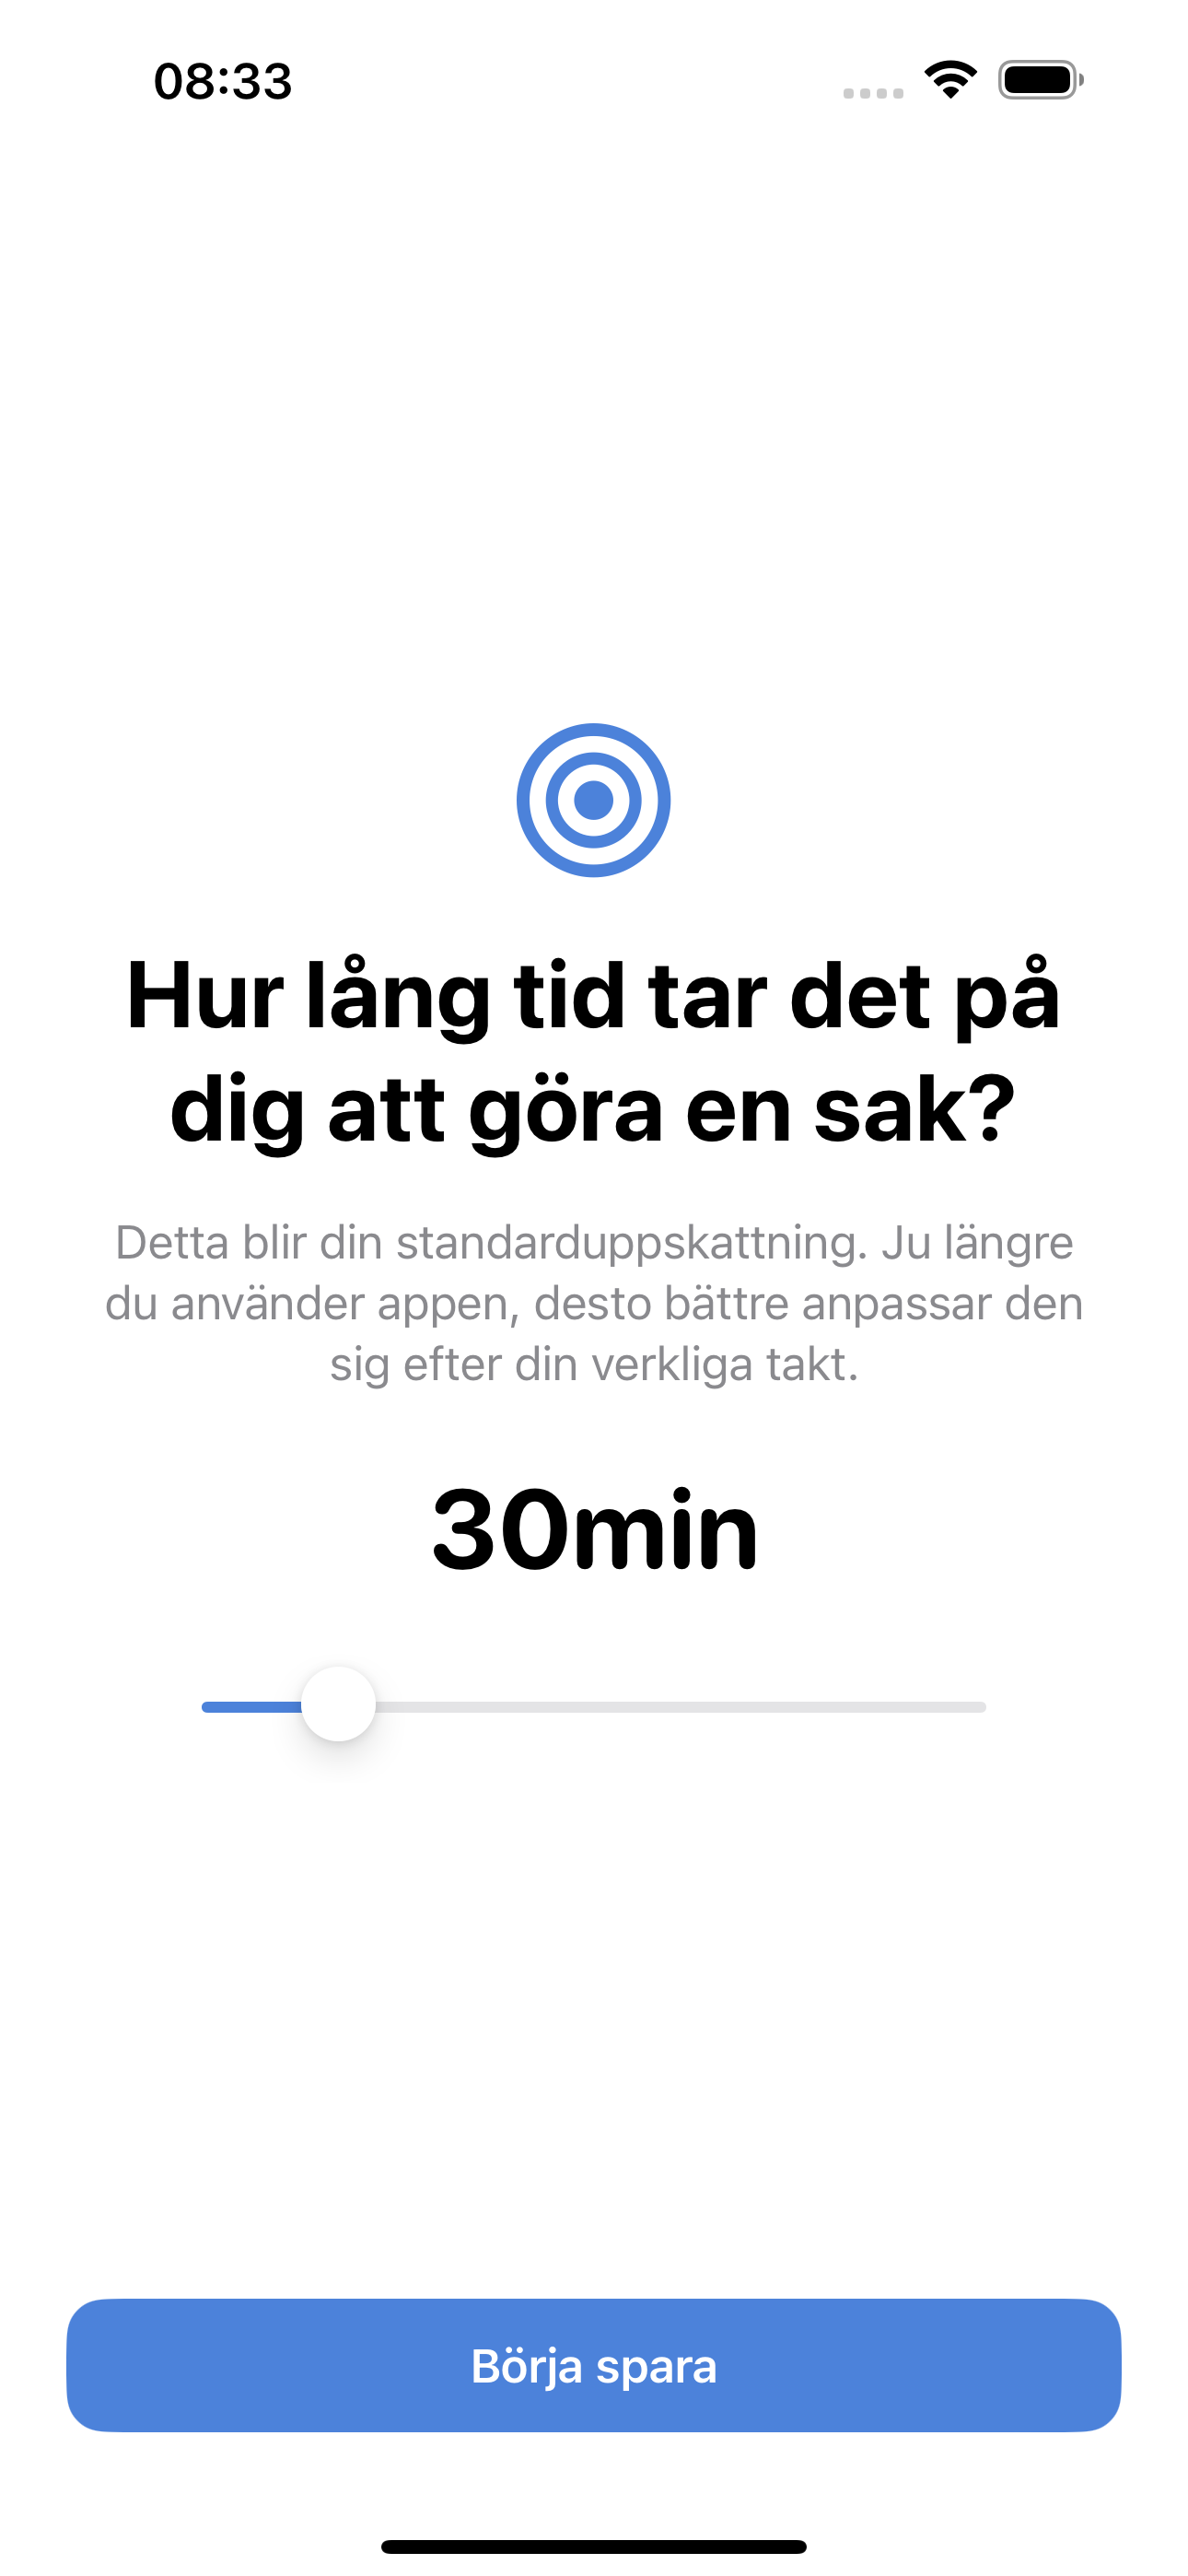 08:33
Hur lång tid tar det på
dig att göra en sak?
Detta blir din standarduppskattning. Ju längre
du använder appen, desto bättre anpassar den
sig efter din verkliga takt.
30min
Börja spara